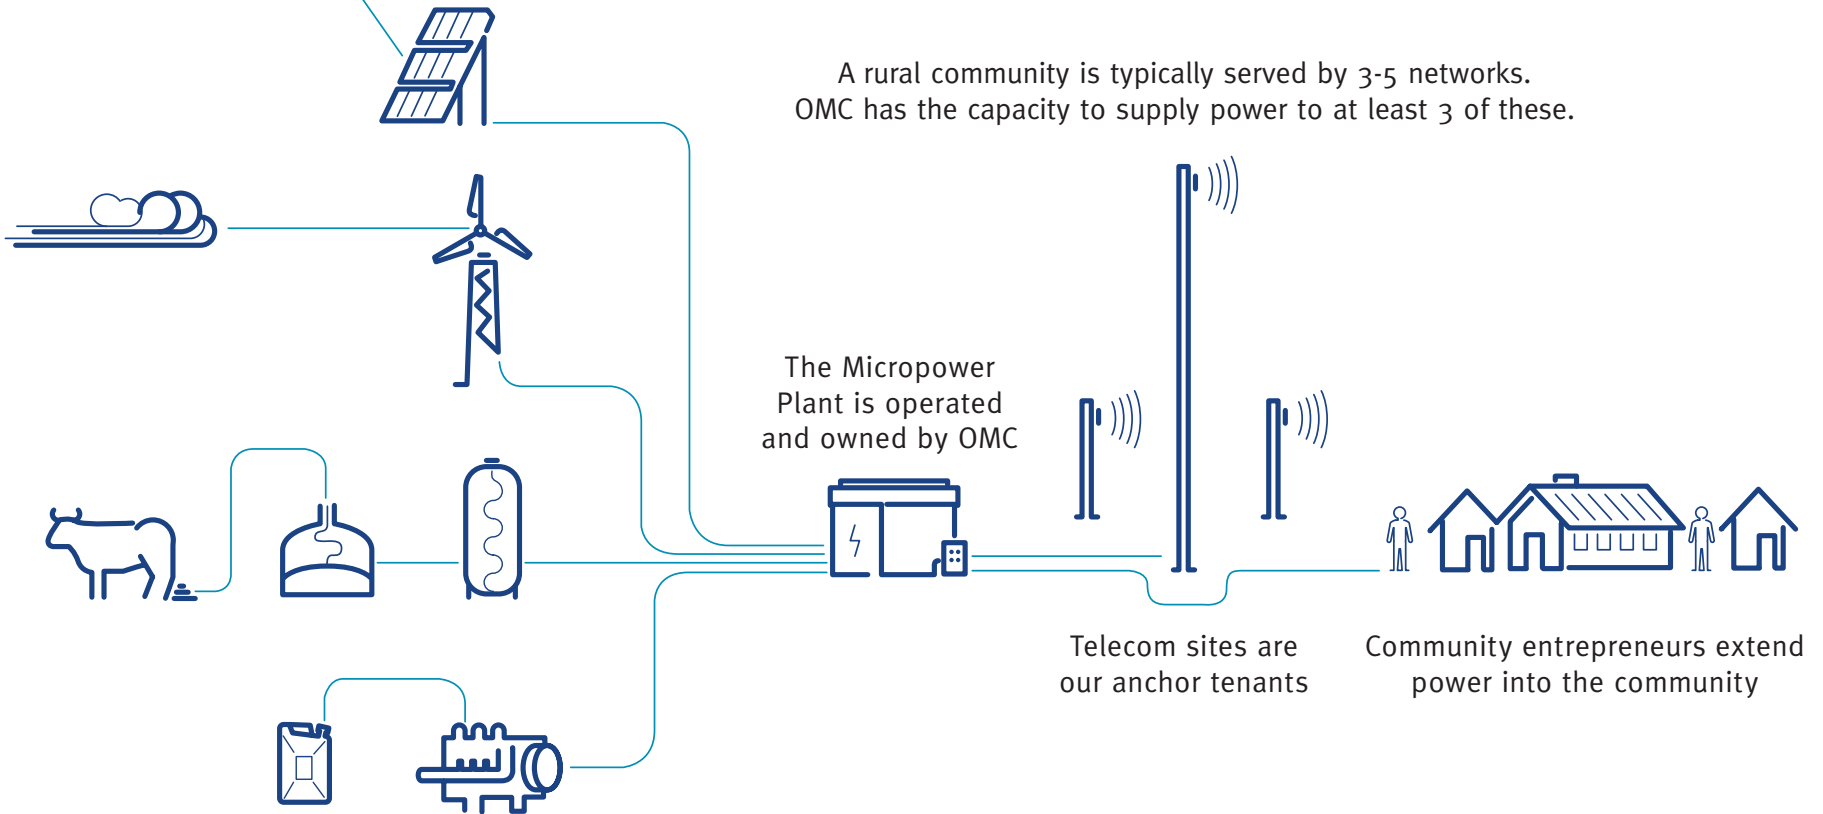 A rural community is typically served by 3-5 networks.
OMC has the capacity to supply power to at least 3 of these.
The Micropower
Plant is operated
and owned by OMC
Telecom sites are
our anchor tenants
Community entrepreneurs extend
power into the community